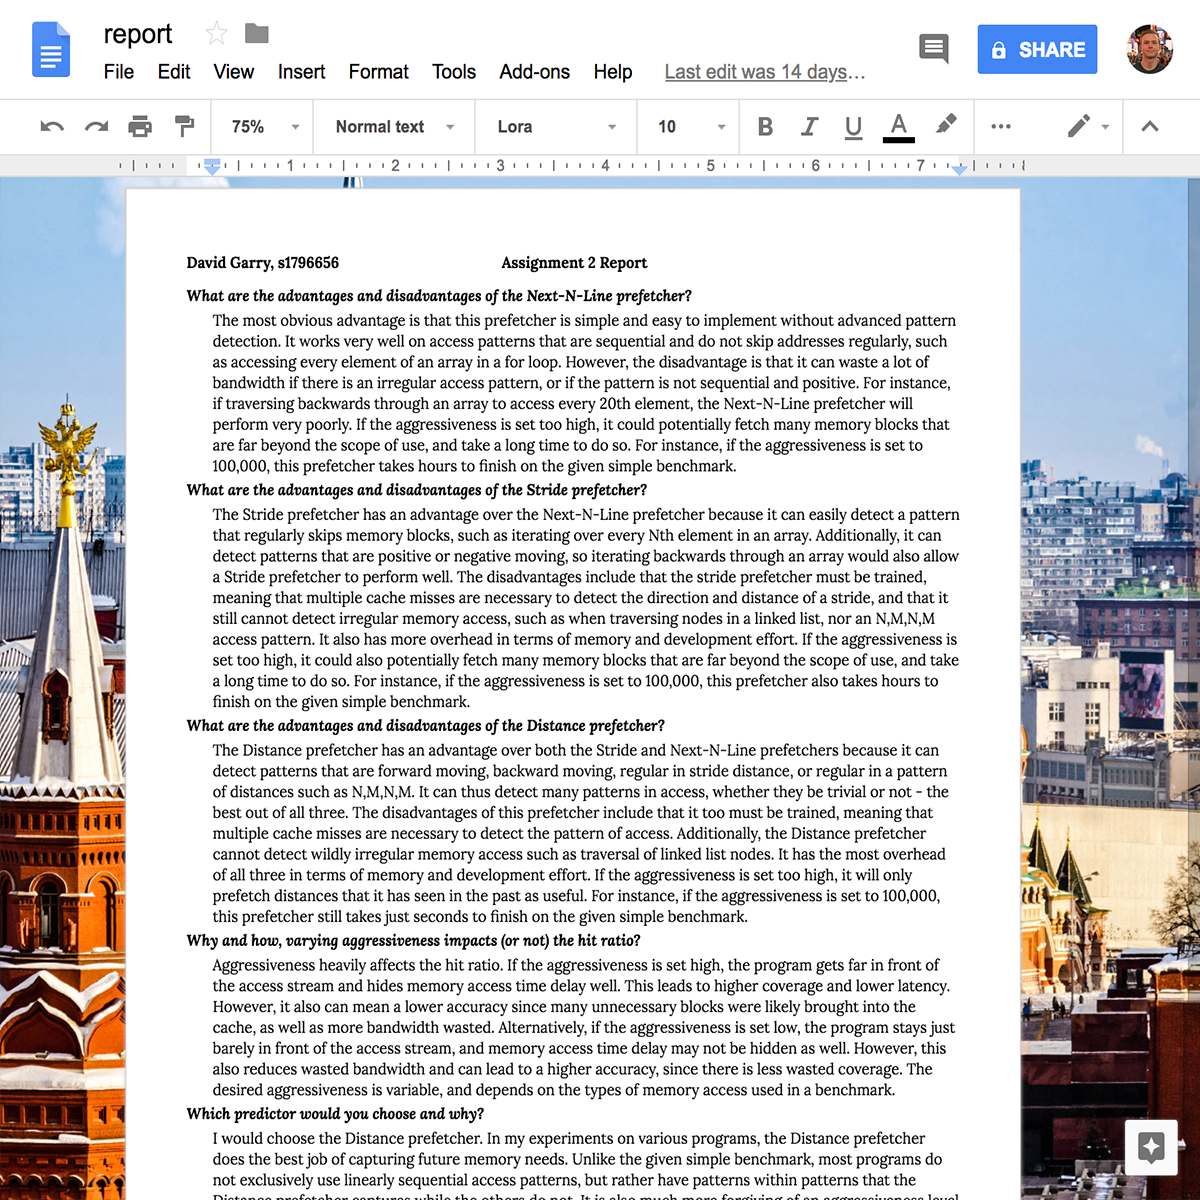 report
File Edit View Insert Format Tools Add-ons Help Last edit was 14 days…
SHARE
75% Normal text Lora 10 B I U A
1 2 3 4 5 6 7
David Garry, s1796656 Assignment 2 Report
What are the advantages and disadvantages of the Next-N-Line prefetcher?
The most obvious advantage is that this prefetcher is simple and easy to implement without advanced pattern
detection. It works very well on access patterns that are sequential and do not skip addresses regularly, such
as accessing every element of an array in a for loop. However, the disadvantage is that it can waste a lot of
bandwidth if there is an irregular access pattern, or if the pattern is not sequential and positive. For instance,
if traversing backwards through an array to access every 20th element, the Next-N-Line prefetcher will
perform very poorly. If the aggressiveness is set too high, it could potentially fetch many memory blocks that
are far beyond the scope of use, and take a long time to do so. For instance, if the aggressiveness is set to
100,000, this prefetcher takes hours to finish on the given simple benchmark.
What are the advantages and disadvantages of the Stride prefetcher?
The Stride prefetcher has an advantage over the Next-N-Line prefetcher because it can easily detect a pattern
that regularly skips memory blocks, such as iterating over every Nth element in an array. Additionally, it can
detect patterns that are positive or negative moving, so iterating backwards through an array would also allow
a Stride prefetcher to perform well. The disadvantages include that the stride prefetcher must be trained,
meaning that multiple cache misses are necessary to detect the direction and distance of a stride, and that it
still cannot detect irregular memory access, such as when traversing nodes in a linked list, nor an N,M,N,M
access pattern. It also has more overhead in terms of memory and development effort. If the aggressiveness is
set too high, it could also potentially fetch many memory blocks that are far beyond the scope of use, and take
a long time to do so. For instance, if the aggressiveness is set to 100,000, this prefetcher also takes hours to
finish on the given simple benchmark.
What are the advantages and disadvantages of the Distance prefetcher?
The Distance prefetcher has an advantage over both the Stride and Next-N-Line prefetchers because it can
detect patterns that are forward moving, backward moving, regular in stride distance, or regular in a pattern
of distances such as N,M,N,M. It can thus detect many patterns in access, whether they be trivial or not - the
best out of all three. The disadvantages of this prefetcher include that it too must be trained, meaning that
multiple cache misses are necessary to detect the pattern of access. Additionally, the Distance prefetcher
cannot detect wildly irregular memory access such as traversal of linked list nodes. It has the most overhead
of all three in terms of memory and development effort. If the aggressiveness is set too high, it will only
prefetch distances that it has seen in the past as useful. For instance, if the aggressiveness is set to 100,000,
this prefetcher still takes just seconds to finish on the given simple benchmark.
Why and how, varying aggressiveness impacts (or not) the hit ratio?
Aggressiveness heavily affects the hit ratio. If the aggressiveness is set high, the program gets far in front of
the access stream and hides memory access time delay well. This leads to higher coverage and lower latency.
However, it also can mean a lower accuracy since many unnecessary blocks were likely brought into the
cache, as well as more bandwidth wasted. Alternatively, if the aggressiveness is set low, the program stays just
barely in front of the access stream, and memory access time delay may not be hidden as well. However, this
also reduces wasted bandwidth and can lead to a higher accuracy, since there is less wasted coverage. The
desired aggressiveness is variable, and depends on the types of memory access used in a benchmark.
Which predictor would you choose and why?
I would choose the Distance prefetcher. In my experiments on various programs, the Distance prefetcher
does the best job of capturing future memory needs. Unlike the given simple benchmark, most programs do
not exclusively use linearly sequential access patterns, but rather have patterns within patterns that the
Distance prefetcher captures while the others do not. It is also much more forgiving of an aggressiveness level